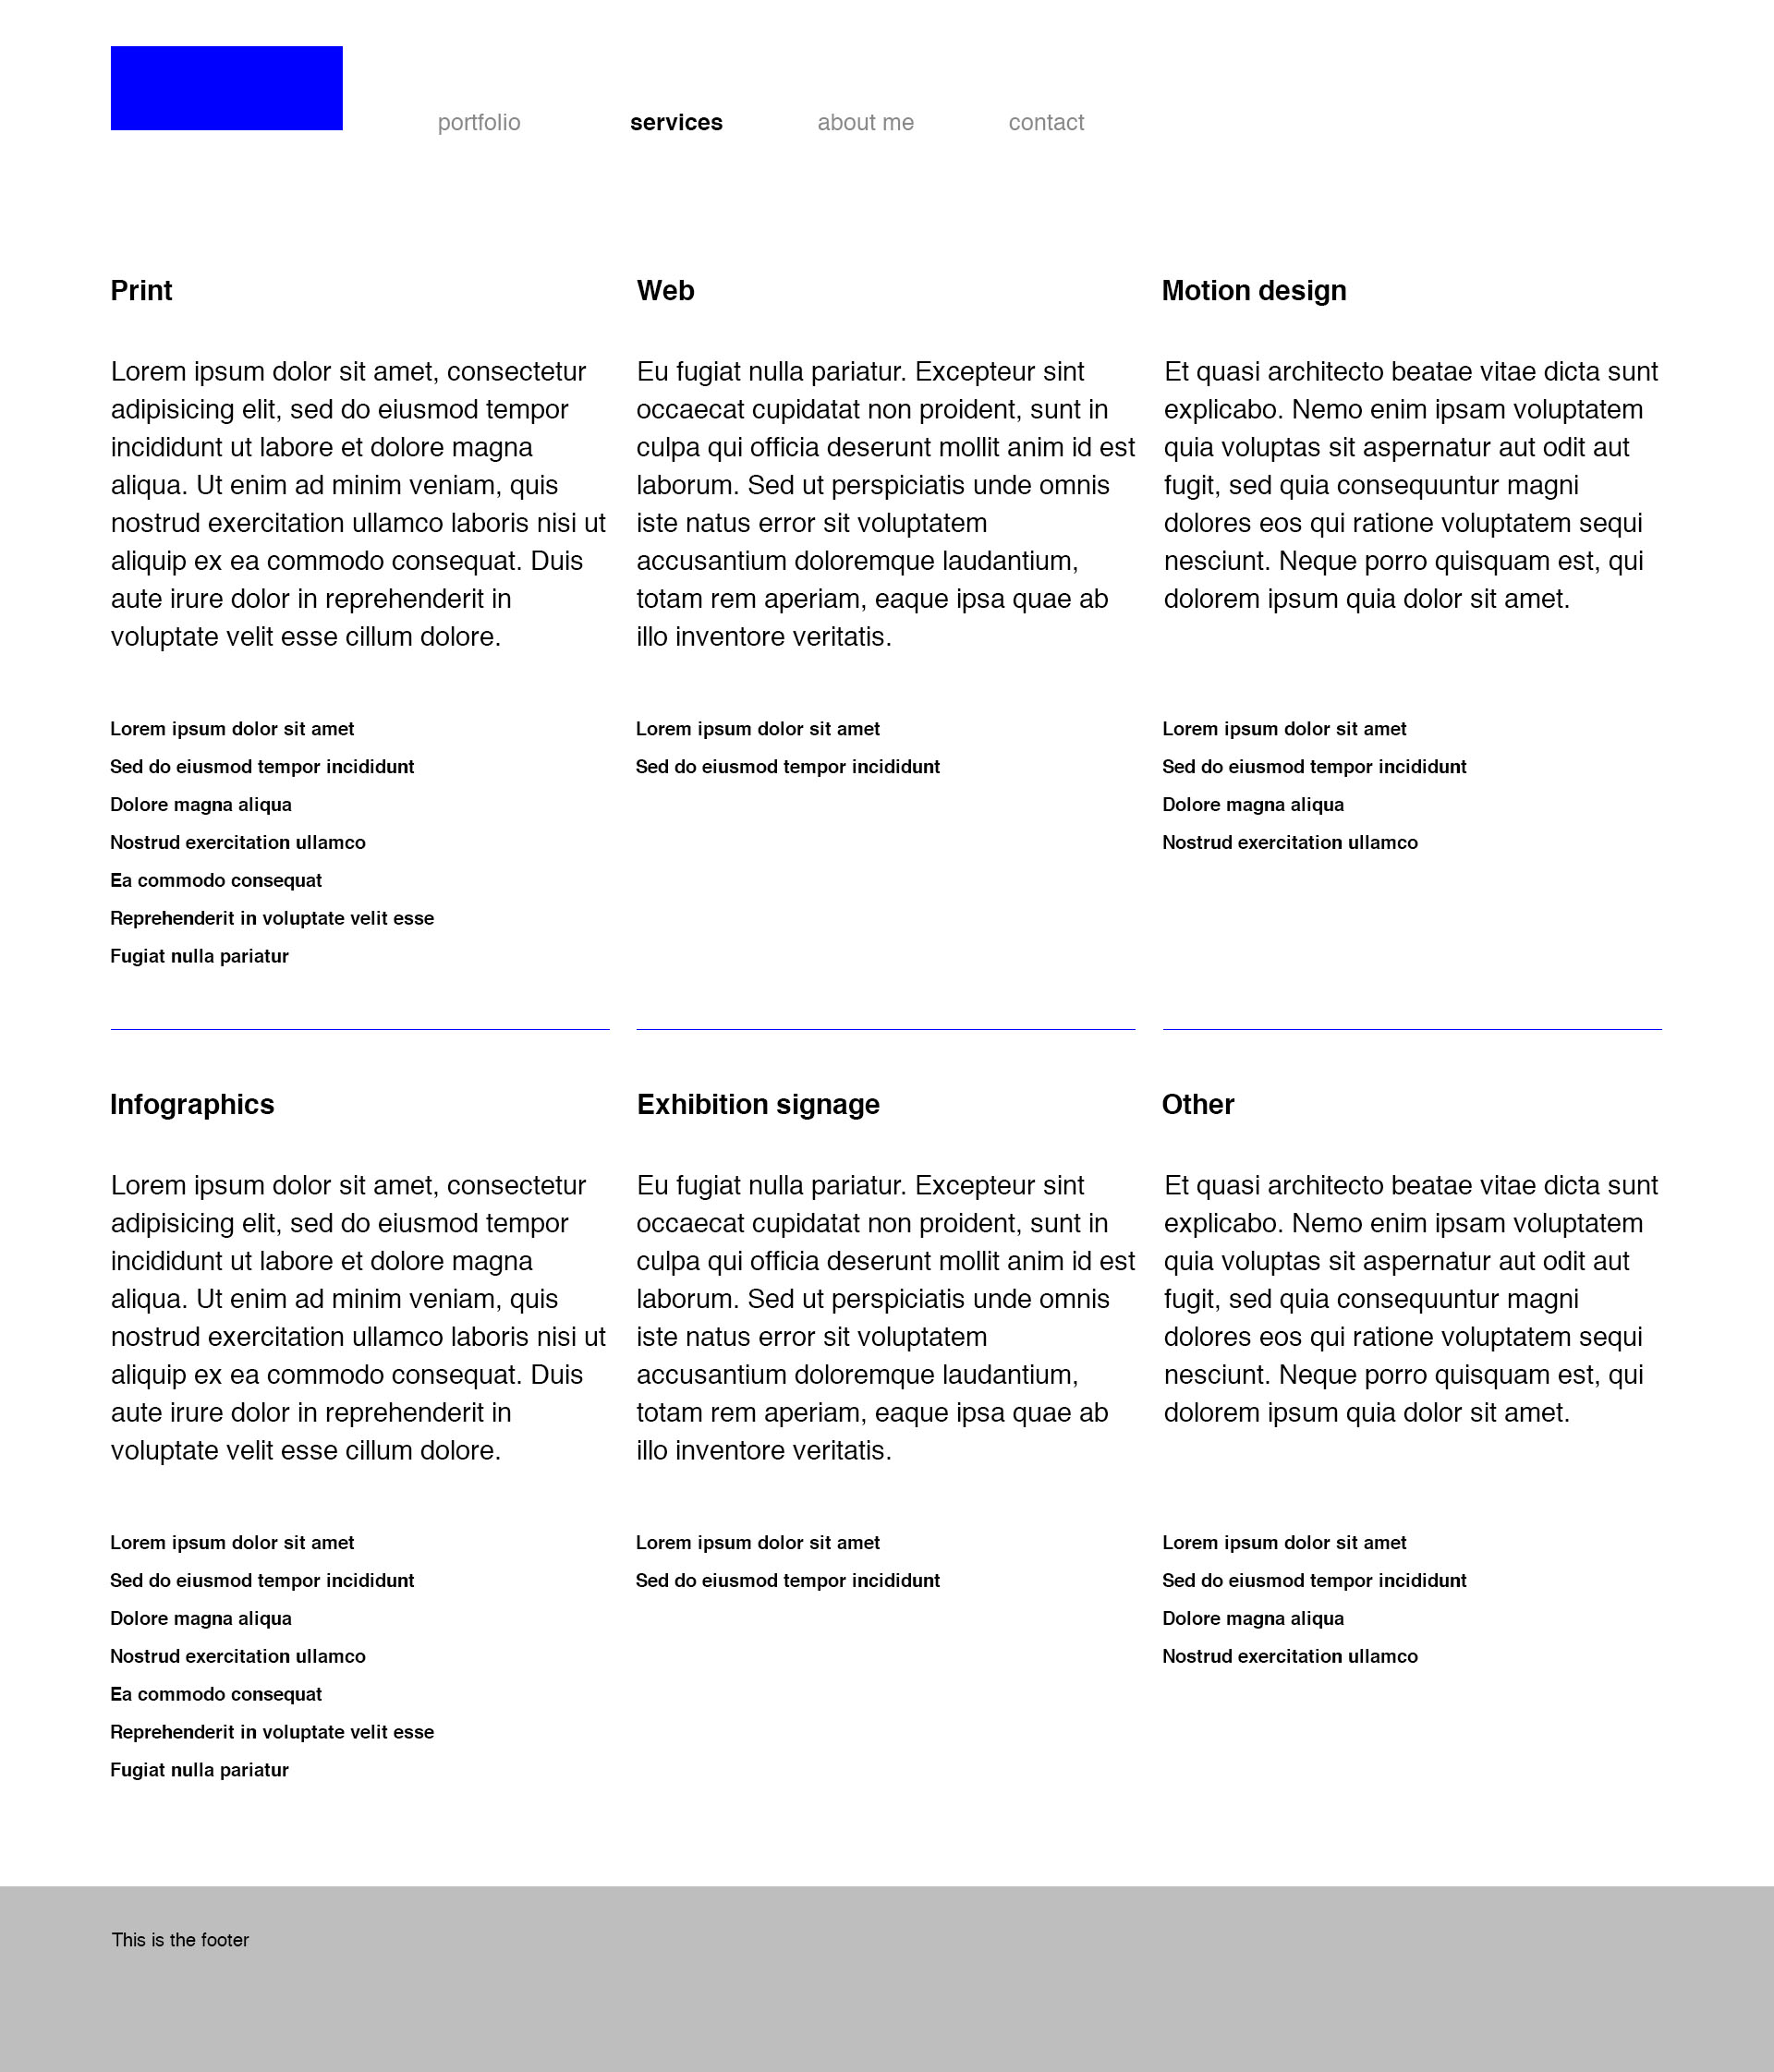 portfolio
services
about me
contact
Print
Lorem ipsum dolor sit amet, consectetur
adipisicing elit, sed do eiusmod tempor
incididunt ut labore et dolore magna
aliqua. Ut enim ad minim veniam, quis
nostrud exercitation ullamco laboris nisi ut
aliquip ex ea commodo consequat. Duis
aute irure dolor in reprehenderit in
voluptate velit esse cillum dolore.
Lorem ipsum dolor sit amet
Sed do eiusmod tempor incididunt
Dolore magna aliqua
Nostrud exercitation ullamco
Ea commodo consequat
Reprehenderit in voluptate velit esse
Fugiat nulla pariatur
Web
Eu fugiat nulla pariatur. Excepteur sint
occaecat cupidatat non proident, sunt in
culpa qui officia deserunt mollit anim id est
laborum. Sed ut perspiciatis unde omnis
iste natus error sit voluptatem
accusantium doloremque laudantium,
totam rem aperiam, eaque ipsa quae ab
illo inventore veritatis.
Lorem ipsum dolor sit amet
Sed do eiusmod tempor incididunt
Motion design
Et quasi architecto beatae vitae dicta sunt
explicabo. Nemo enim ipsam voluptatem
quia voluptas sit aspernatur aut odit aut
fugit, sed quia consequuntur magni
dolores eos qui ratione voluptatem sequi
nesciunt. Neque porro quisquam est, qui
dolorem ipsum quia dolor sit amet.
Lorem ipsum dolor sit amet
Sed do eiusmod tempor incididunt
Dolore magna aliqua
Nostrud exercitation ullamco
Infographics
Lorem ipsum dolor sit amet, consectetur
adipisicing elit, sed do eiusmod tempor
incididunt ut labore et dolore magna
aliqua. Ut enim ad minim veniam, quis
nostrud exercitation ullamco laboris nisi ut
aliquip ex ea commodo consequat. Duis
aute irure dolor in reprehenderit in
voluptate velit esse cillum dolore.
Lorem ipsum dolor sit amet
Sed do eiusmod tempor incididunt
Dolore magna aliqua
Nostrud exercitation ullamco
Ea commodo consequat
Reprehenderit in voluptate velit esse
Fugiat nulla pariatur
Exhibition signage
Eu fugiat nulla pariatur. Excepteur sint
occaecat cupidatat non proident, sunt in
culpa qui officia deserunt mollit anim id est
laborum. Sed ut perspiciatis unde omnis
iste natus error sit voluptatem
accusantium doloremque laudantium,
totam rem aperiam, eaque ipsa quae ab
illo inventore veritatis.
Lorem ipsum dolor sit amet
Sed do eiusmod tempor incididunt
Other
Et quasi architecto beatae vitae dicta sunt
explicabo. Nemo enim ipsam voluptatem
quia voluptas sit aspernatur aut odit aut
fugit, sed quia consequuntur magni
dolores eos qui ratione voluptatem sequi
nesciunt. Neque porro quisquam est, qui
dolorem ipsum quia dolor sit amet.
Lorem ipsum dolor sit amet
Sed do eiusmod tempor incididunt
Dolore magna aliqua
Nostrud exercitation ullamco
This is the footer